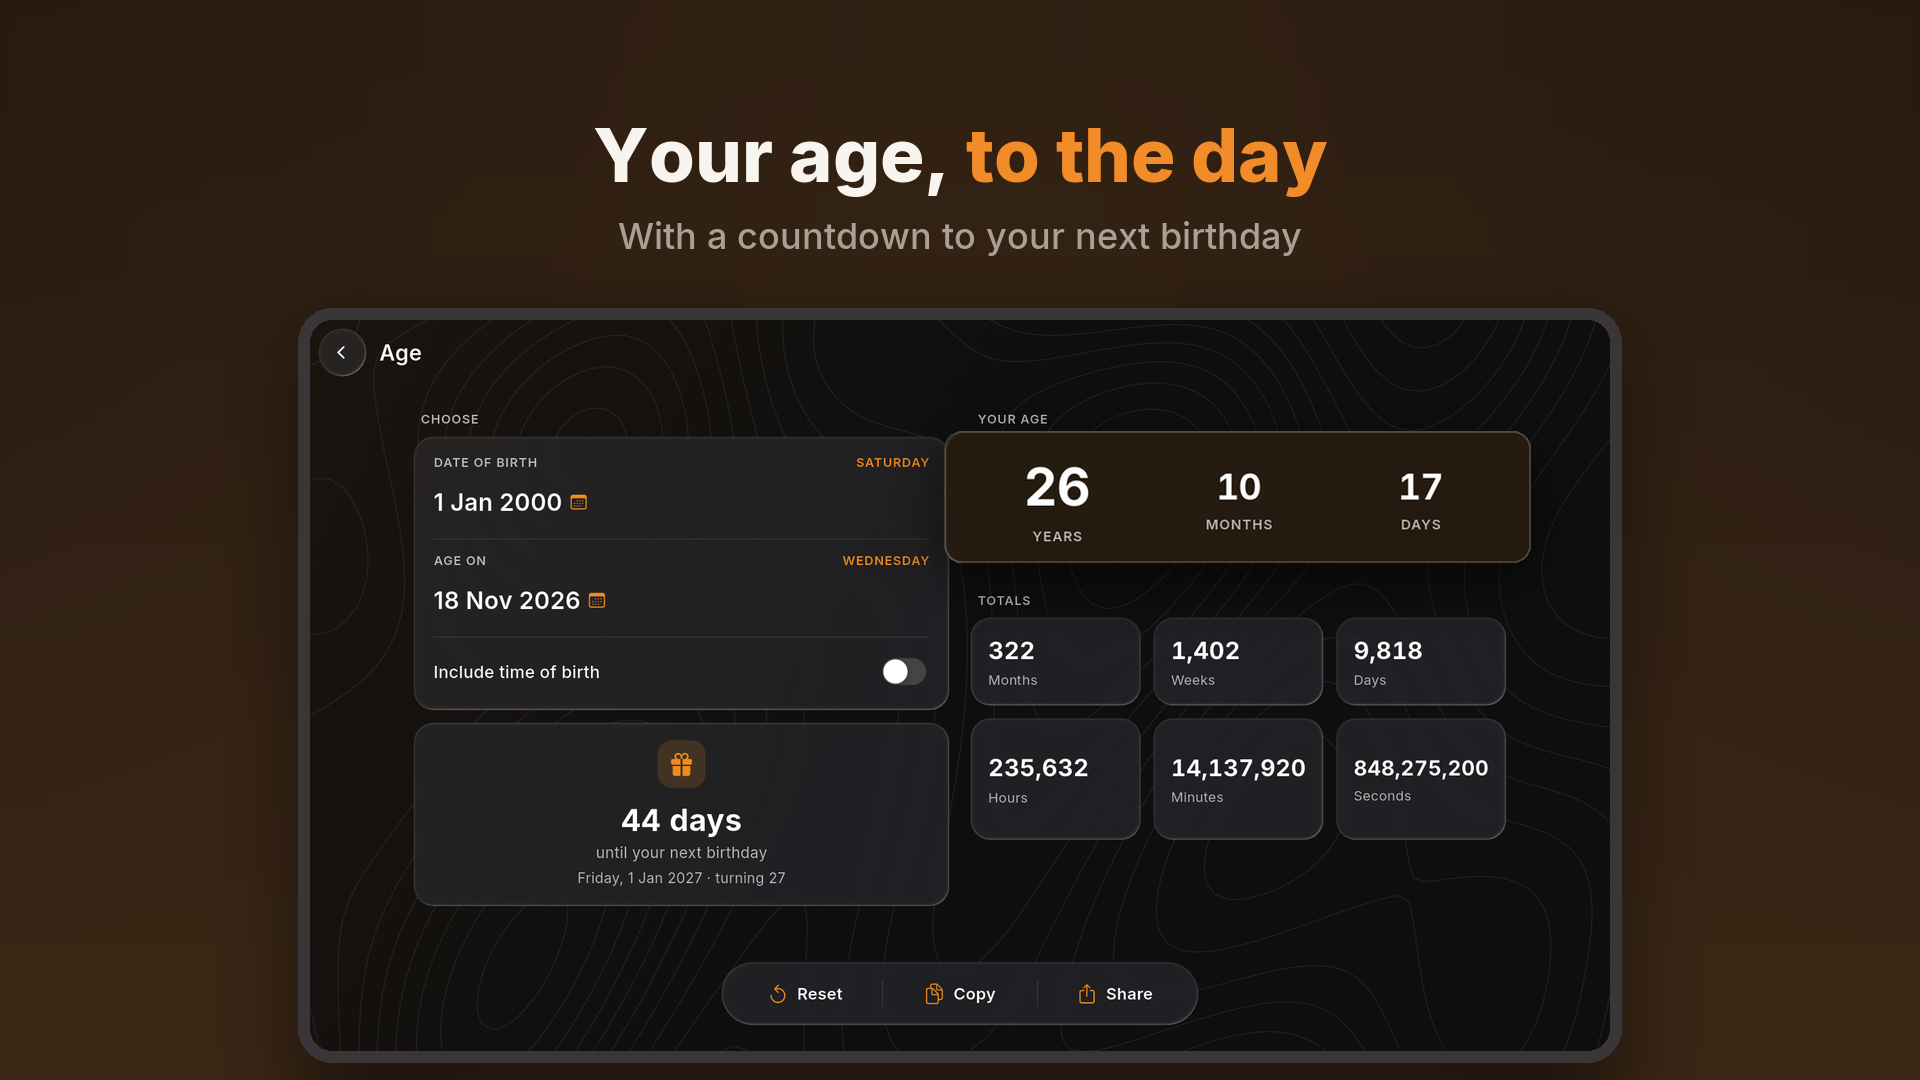 Your age, to the day
With a countdown to your next birthday
Age
CHOOSE
DATE OF BIRTH
SATURDAY
1 Jan 2000
AGE ON
WEDNESDAY
18 Nov 2026
Include time of birth
44 days
until your next birthday
Friday, 1 Jan 2027 · turning 27
YOUR AGE
26
YEARS
10
MONTHS
17
DAYS
TOTALS
322
Months
1,402
Weeks
9,818
Days
235,632
Hours
14,137,920
Minutes
848,275,200
Seconds
Reset
Copy
Share